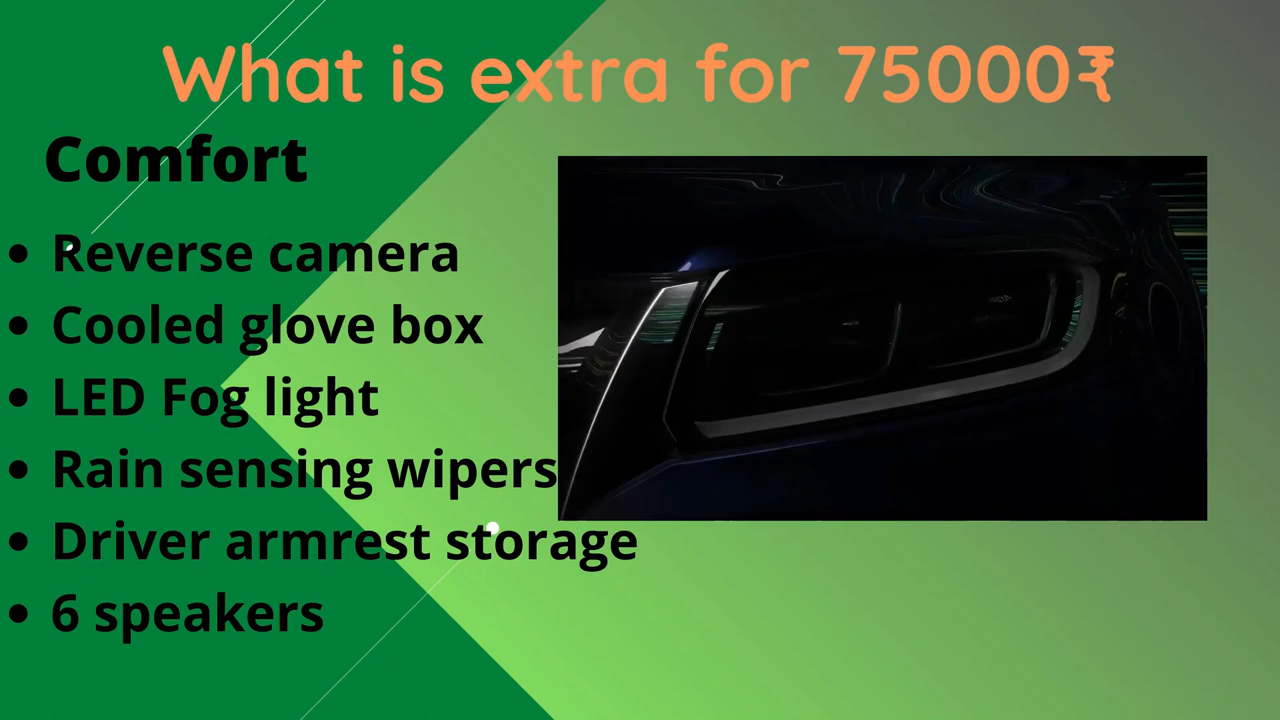 What is extra for 75000₹
Comfort
• Reverse camera
• Cooled glove box
• LED Fog light
• Rain sensing wipers
• Driver armrest storage
• 6 speakers